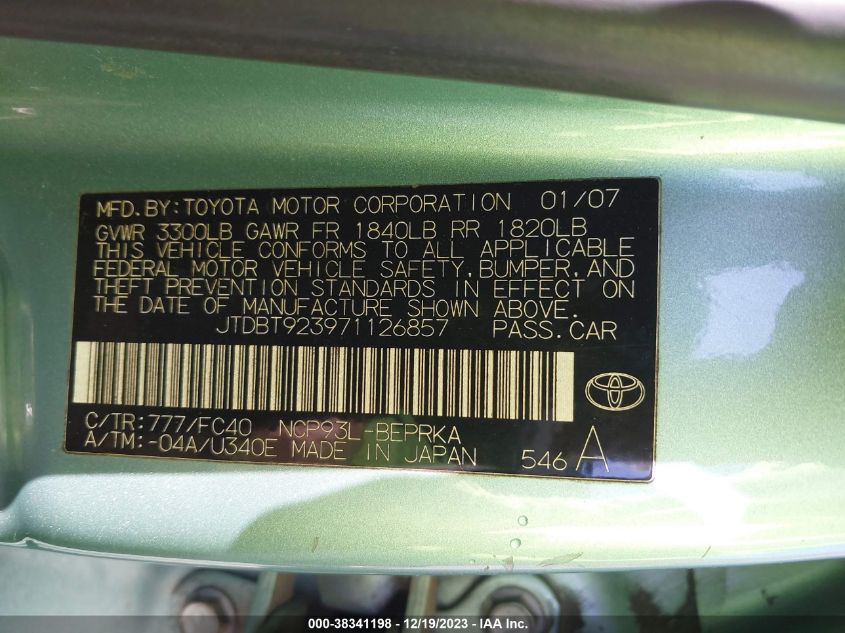 MFD.BY:TOYOTA MOTOR CORPORATION 01/07
GVWR 3300LB GAWR FR 1840LB RR 1820LB
THIS VEHICLE CONFORMS TO ALL APPLICABLE
FEDERAL MOTOR VEHICLE SAFETY,BUMPER,AND
THEFT PREVENTION STANDARDS IN EFFECT ON
THE DATE OF MANUFACTURE SHOWN ABOVE.
JTDBT923971126857 PASS.CAR
C/TR:777/FC40 NCP93L-BEPRKA
A/TM:-04A/U340E MADE IN JAPAN 546 A
000-38341198 - 12/19/2023 - IAA Inc.